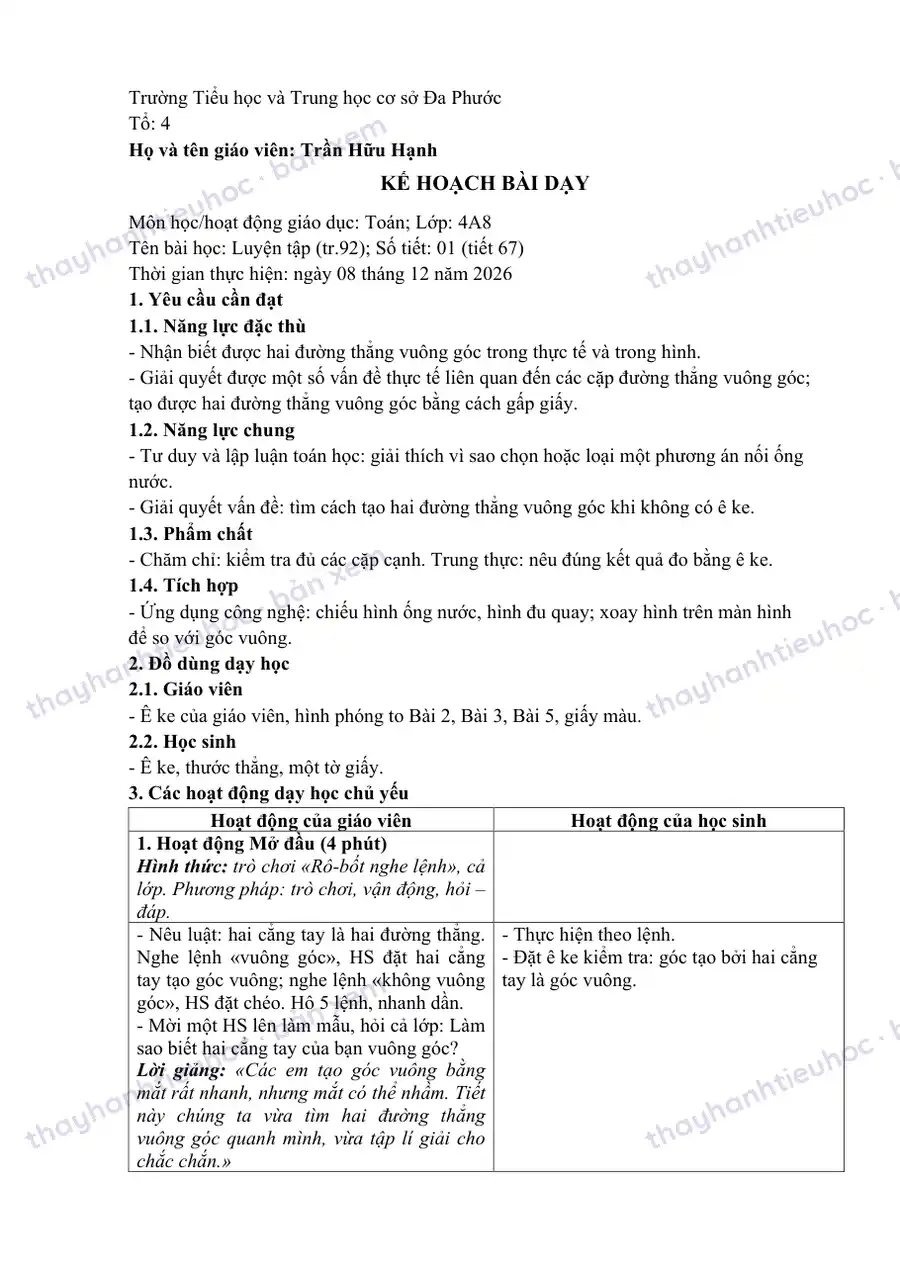 Trường Tiểu học và Trung học cơ sở Đa Phước
Tổ: 4
Họ và tên giáo viên: Trần Hữu Hạnh
KẾ HOẠCH BÀI DẠY
Môn học/hoạt động giáo dục: Toán; Lớp: 4A8
Tên bài học: Luyện tập (tr.92); Số tiết: 01 (tiết 67)
Thời gian thực hiện: ngày 08 tháng 12 năm 2026
1. Yêu cầu cần đạt
1.1. Năng lực đặc thù
- Nhận biết được hai đường thẳng vuông góc trong thực tế và trong hình.
- Giải quyết được một số vấn đề thực tế liên quan đến các cặp đường thẳng vuông góc;
tạo được hai đường thẳng vuông góc bằng cách gấp giấy.
1.2. Năng lực chung
- Tư duy và lập luận toán học: giải thích vì sao chọn hoặc loại một phương án nối ống
nước.
- Giải quyết vấn đề: tìm cách tạo hai đường thẳng vuông góc khi không có ê ke.
1.3. Phẩm chất
- Chăm chỉ: kiểm tra đủ các cặp cạnh. Trung thực: nêu đúng kết quả đo bằng ê ke.
1.4. Tích hợp
- Ứng dụng công nghệ: chiếu hình ống nước, hình đu quay; xoay hình trên màn hình
để so với góc vuông.
2. Đồ dùng dạy học
2.1. Giáo viên
- Ê ke của giáo viên, hình phóng to Bài 2, Bài 3, Bài 5, giấy màu.
2.2. Học sinh
- Ê ke, thước thẳng, một tờ giấy.
3. Các hoạt động dạy học chủ yếu
Hoạt động của giáo viên
Hoạt động của học sinh
1. Hoạt động Mở đầu (4 phút)
Hình thức: trò chơi «Rô-bốt nghe lệnh», cả
lớp. Phương pháp: trò chơi, vận động, hỏi –
đáp.
- Nêu luật: hai cẳng tay là hai đường thẳng.
Nghe lệnh «vuông góc», HS đặt hai cẳng
tay tạo góc vuông; nghe lệnh «không vuông
góc», HS đặt chéo. Hô 5 lệnh, nhanh dần.
- Mời một HS lên làm mẫu, hỏi cả lớp: Làm
sao biết hai cẳng tay của bạn vuông góc?
Lời giảng: «Các em tạo góc vuông bằng
mắt rất nhanh, nhưng mắt có thể nhầm. Tiết
này chúng ta vừa tìm hai đường thẳng
vuông góc quanh mình, vừa tập lí giải cho
chắc chắn.»
- Thực hiện theo lệnh.
- Đặt ê ke kiểm tra: góc tạo bởi hai cẳng
tay là góc vuông.
thayhanhtieuhoc · bản xem
thayhanhtieuhoc · b
thayhanhtieuhoc · bản xem
thayhanhtieuhoc · b
thayhanhtieuhoc · bản xem
thayhanhtieuhoc · b